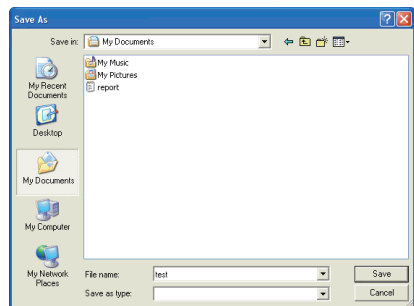 Save As
Save in: My Documents
My Music
My Pictures
report
My Recent
Documents
Desktop
My Documents
My Computer
My Network
Places
File name: test Save
Save as type: Cancel